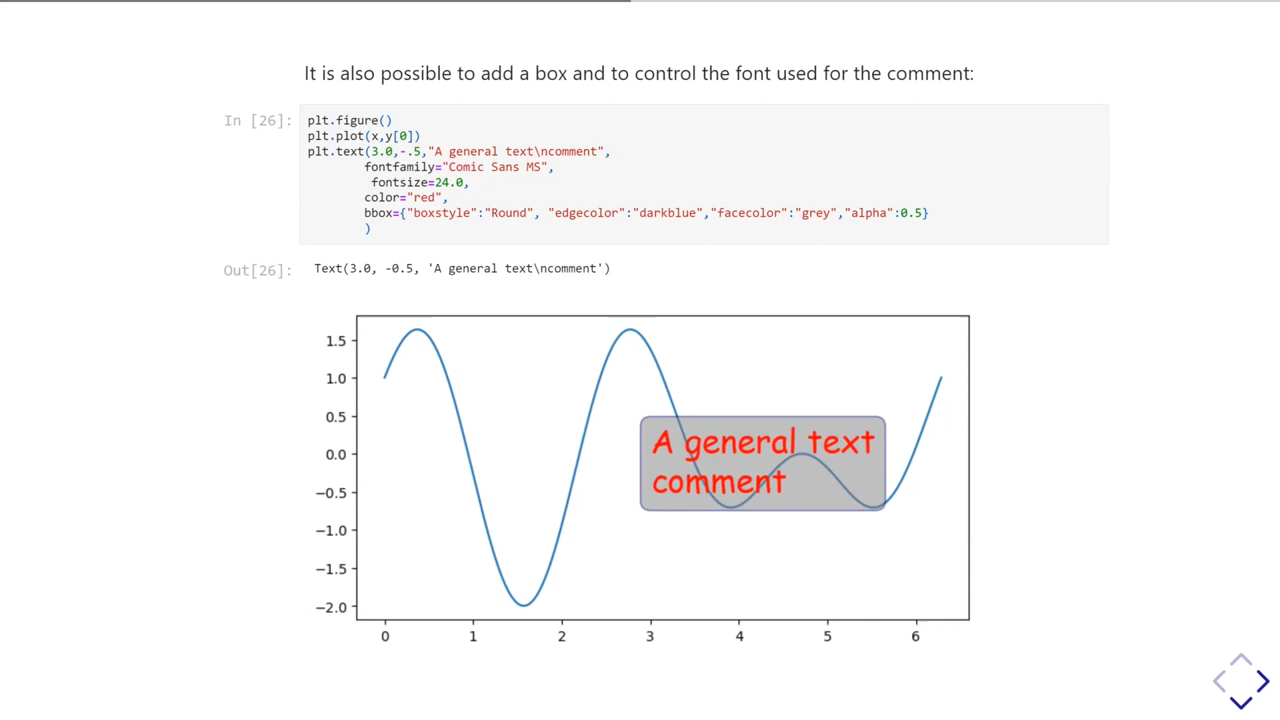 It is also possible to add a box and to control the font used for the comment:
In [26]:
plt.figure()
plt.plot(x,y[0])
plt.text(3.0,-.5,"A general text\ncomment",
fontfamily="Comic Sans MS",
fontsize=24.0,
color="red",
bbox={"boxstyle":"Round", "edgecolor":"darkblue","facecolor":"grey","alpha":0.5}
)
Out[26]:
Text(3.0, -0.5, 'A general text\ncomment')
1.5
1.0
0.5
0.0
−0.5
−1.0
−1.5
−2.0
A general text
comment
0 1 2 3 4 5 6